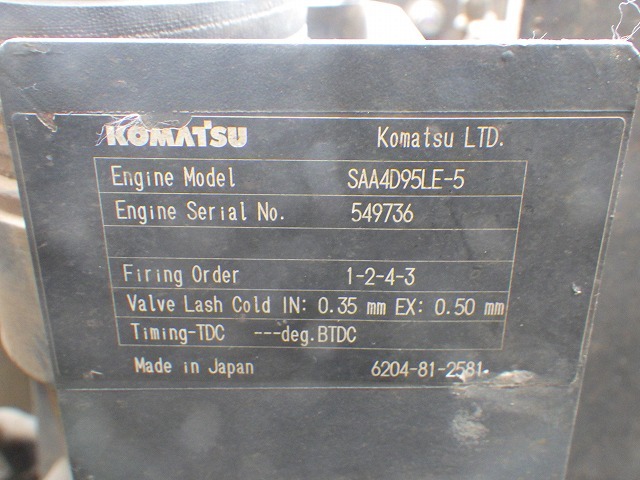 KOMATSU Komatsu LTD.
Engine Model SAA4D95LE-5
Engine Serial No. 549736
Firing Order 1-2-4-3
Valve Lash Cold IN: 0.35 mm EX: 0.50 mm
Timing-TDC ---deg.BTDC
Made in Japan 6204-81-2581